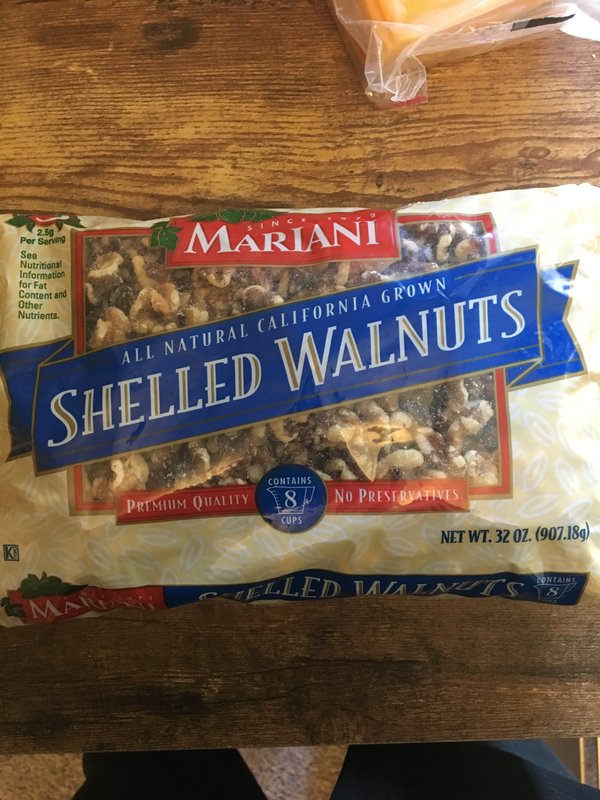 SINCE 1972
MARIANI
2.5g
Per Serving
See
Nutritional
Information
for Fat
Content and
Other
Nutrients.
ALL NATURAL CALIFORNIA GROWN
SHELLED WALNUTS
PREMIUM QUALITY
CONTAINS
8
CUPS
NO PRESERVATIVES
NET WT. 32 OZ. (907.18g)
K
MARIANI
SHELLED WALNUTS
CONTAINS
8